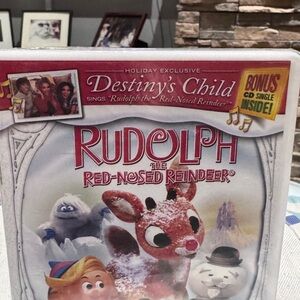 HOLIDAY EXCLUSIVE
Destiny's Child
SINGS "Rudolph the Red-Nosed Reindeer"
BONUS
CD SINGLE
INSIDE!
RUDOLPH
THE
RED-NOSED REINDEER®